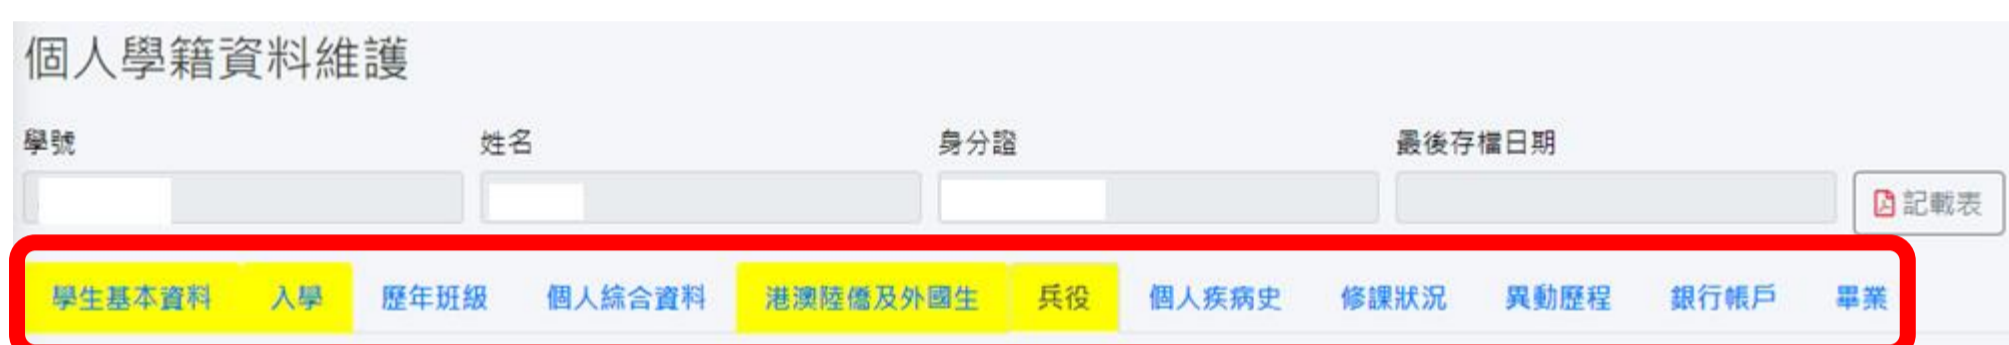 個人學籍資料維護
學號 姓名 身分證 最後存檔日期
記載表
學生基本資料 入學 歷年班級 個人綜合資料 港澳陸僑及外國生 兵役 個人疾病史 修課狀況 異動歷程 銀行帳戶 畢業